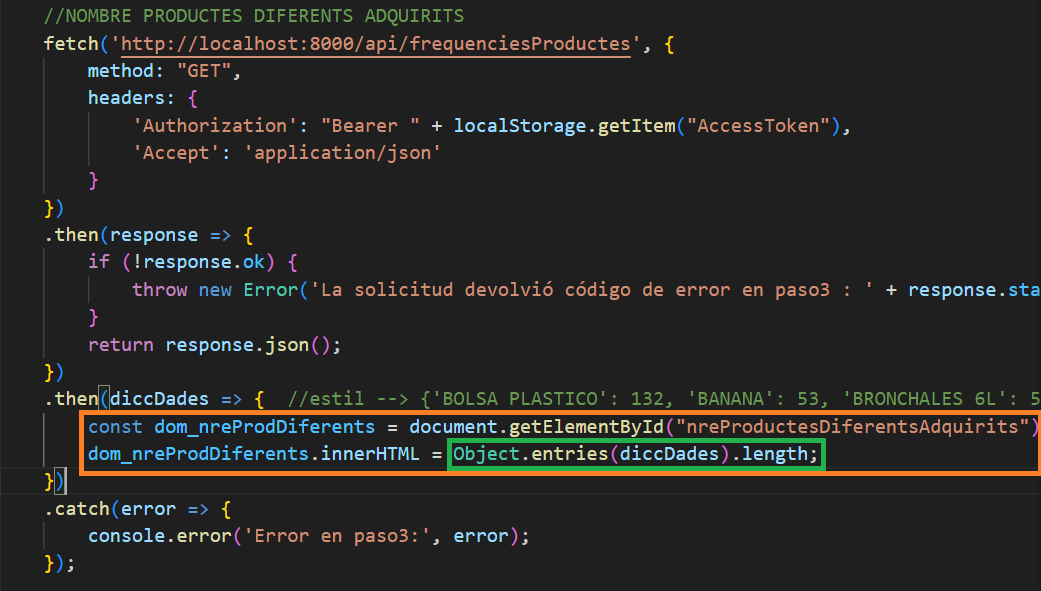 //NOMBRE PRODUCTES DIFERENTS ADQUIRITS
fetch('http://localhost:8000/api/frequenciesProductes', {
method: "GET",
headers: {
'Authorization': "Bearer " + localStorage.getItem("AccessToken"),
'Accept': 'application/json'
}
})
.then(response => {
if (!response.ok) {
throw new Error('La solicitud devolvió código de error en paso3 : ' + response.sta
}
return response.json();
})
.then(diccDades => { //estil --> {'BOLSA PLASTICO': 132, 'BANANA': 53, 'BRONCHALES 6L': 5
const dom_nreProdDiferents = document.getElementById("nreProductesDiferentsAdquirits")
dom_nreProdDiferents.innerHTML = Object.entries(diccDades).length;
})
.catch(error => {
console.error('Error en paso3:', error);
});